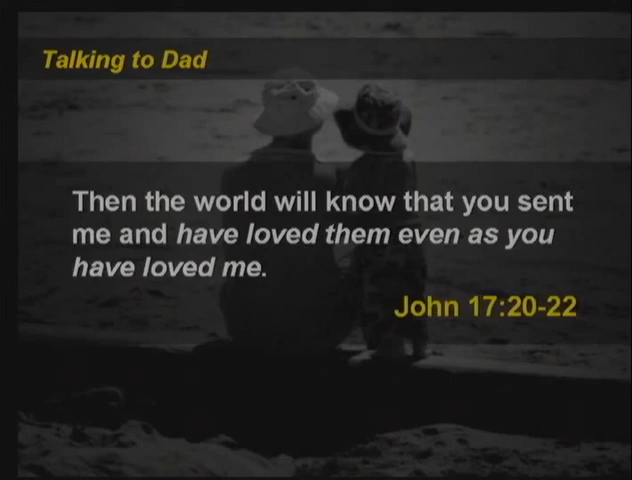 Talking to Dad
Then the world will know that you sent
me and have loved them even as you
have loved me.
John 17:20-22